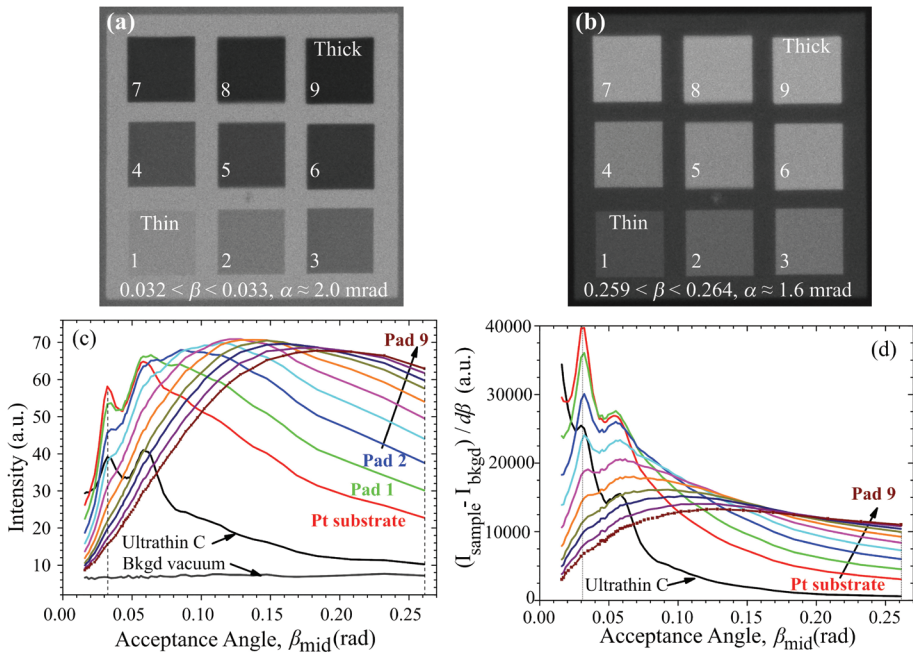 (a)
Thick
7 8 9
4 5 6
Thin
1 2 3
0.032 < β < 0.033, α ≈ 2.0 mrad
(b)
Thick
7 8 9
4 5 6
Thin
1 2 3
0.259 < β < 0.264, α ≈ 1.6 mrad
(c)
Intensity (a.u.)
70
60
50
40
30
20
10
Pad 9
Pad 2
Pad 1
Pt substrate
Ultrathin C
Bkgd vacuum
0.00 0.05 0.10 0.15 0.20 0.25
Acceptance Angle, βmid(rad)
(d)
(Isample- Ibkgd) / dβ (a.u.)
40000
30000
20000
10000
0
Pad 9
Pt substrate
Ultrathin C
0.00 0.05 0.10 0.15 0.20 0.25
Acceptance Angle, βmid(rad)